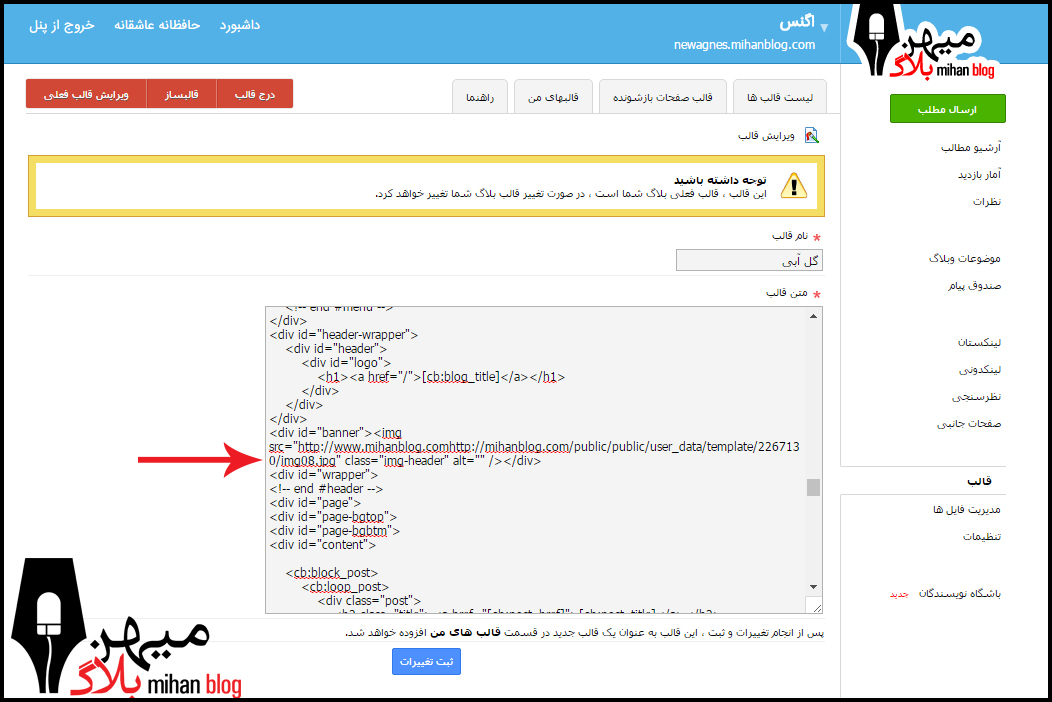 میهن
بلاگ mihan blog
اگنس
newagnes.mihanblog.com
داشبورد
حافظانه عاشقانه
خروج از پنل
ارسال مطلب
آرشیو مطالب
آمار بازدید
نظرات
موضوعات وبلاگ
صندوق پیام
لینکستان
لینکدونی
نظرسنجی
صفحات جانبی
قالب
مدیریت فایل ها
تنظیمات
باشگاه نویسندگان جدید
لیست قالب ها
قالب صفحات بازشونده
قالبهای من
راهنما
درج قالب
قالبساز
ویرایش قالب فعلی
ویرایش قالب
توجه داشته باشید
این قالب ، قالب فعلی بلاگ شما است ، در صورت تغییر قالب بلاگ شما تغییر خواهد کرد.
* نام قالب
گل آبی
* متن قالب
<!-- end #menu -->
</div>
<div id="header-wrapper">
<div id="header">
<div id="logo">
<h1><a href="/">[cb:blog_title]</a></h1>
</div>
</div>
</div>
<div id="banner"><img
src="http://www.mihanblog.comhttp://mihanblog.com/public/public/user_data/template/226713
0/img08.jpg" class="img-header" alt="" /></div>
<div id="wrapper">
<!-- end #header -->
<div id="page">
<div id="page-bgtop">
<div id="page-bgbtm">
<div id="content">
<cb:block_post>
<cb:loop_post>
<div class="post">
پس از انجام تغییرات و ثبت ، این قالب به عنوان یک قالب جدید در قسمت قالب های من افزوده خواهد شد.
ثبت تغییرات
میهن
بلاگ mihan blog